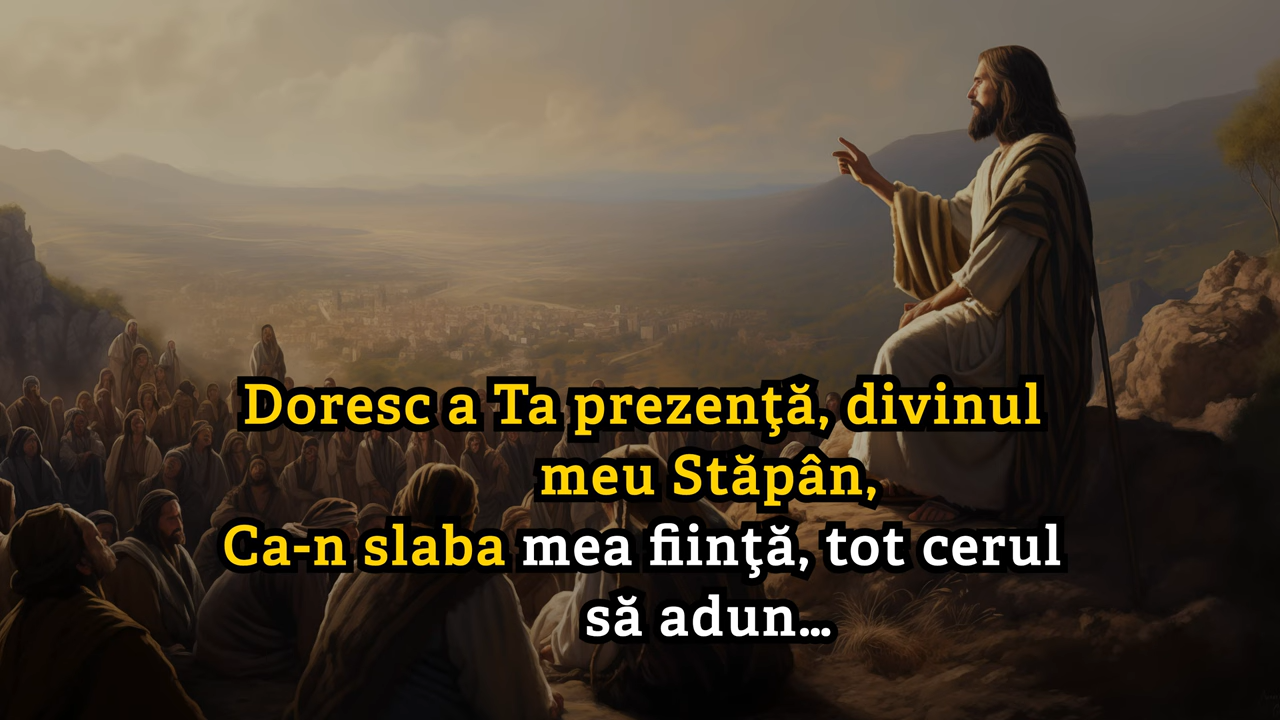 Doresc a Ta prezenţă, divinul
meu Stăpân,
Ca-n slaba mea fiinţă, tot cerul
să adun...